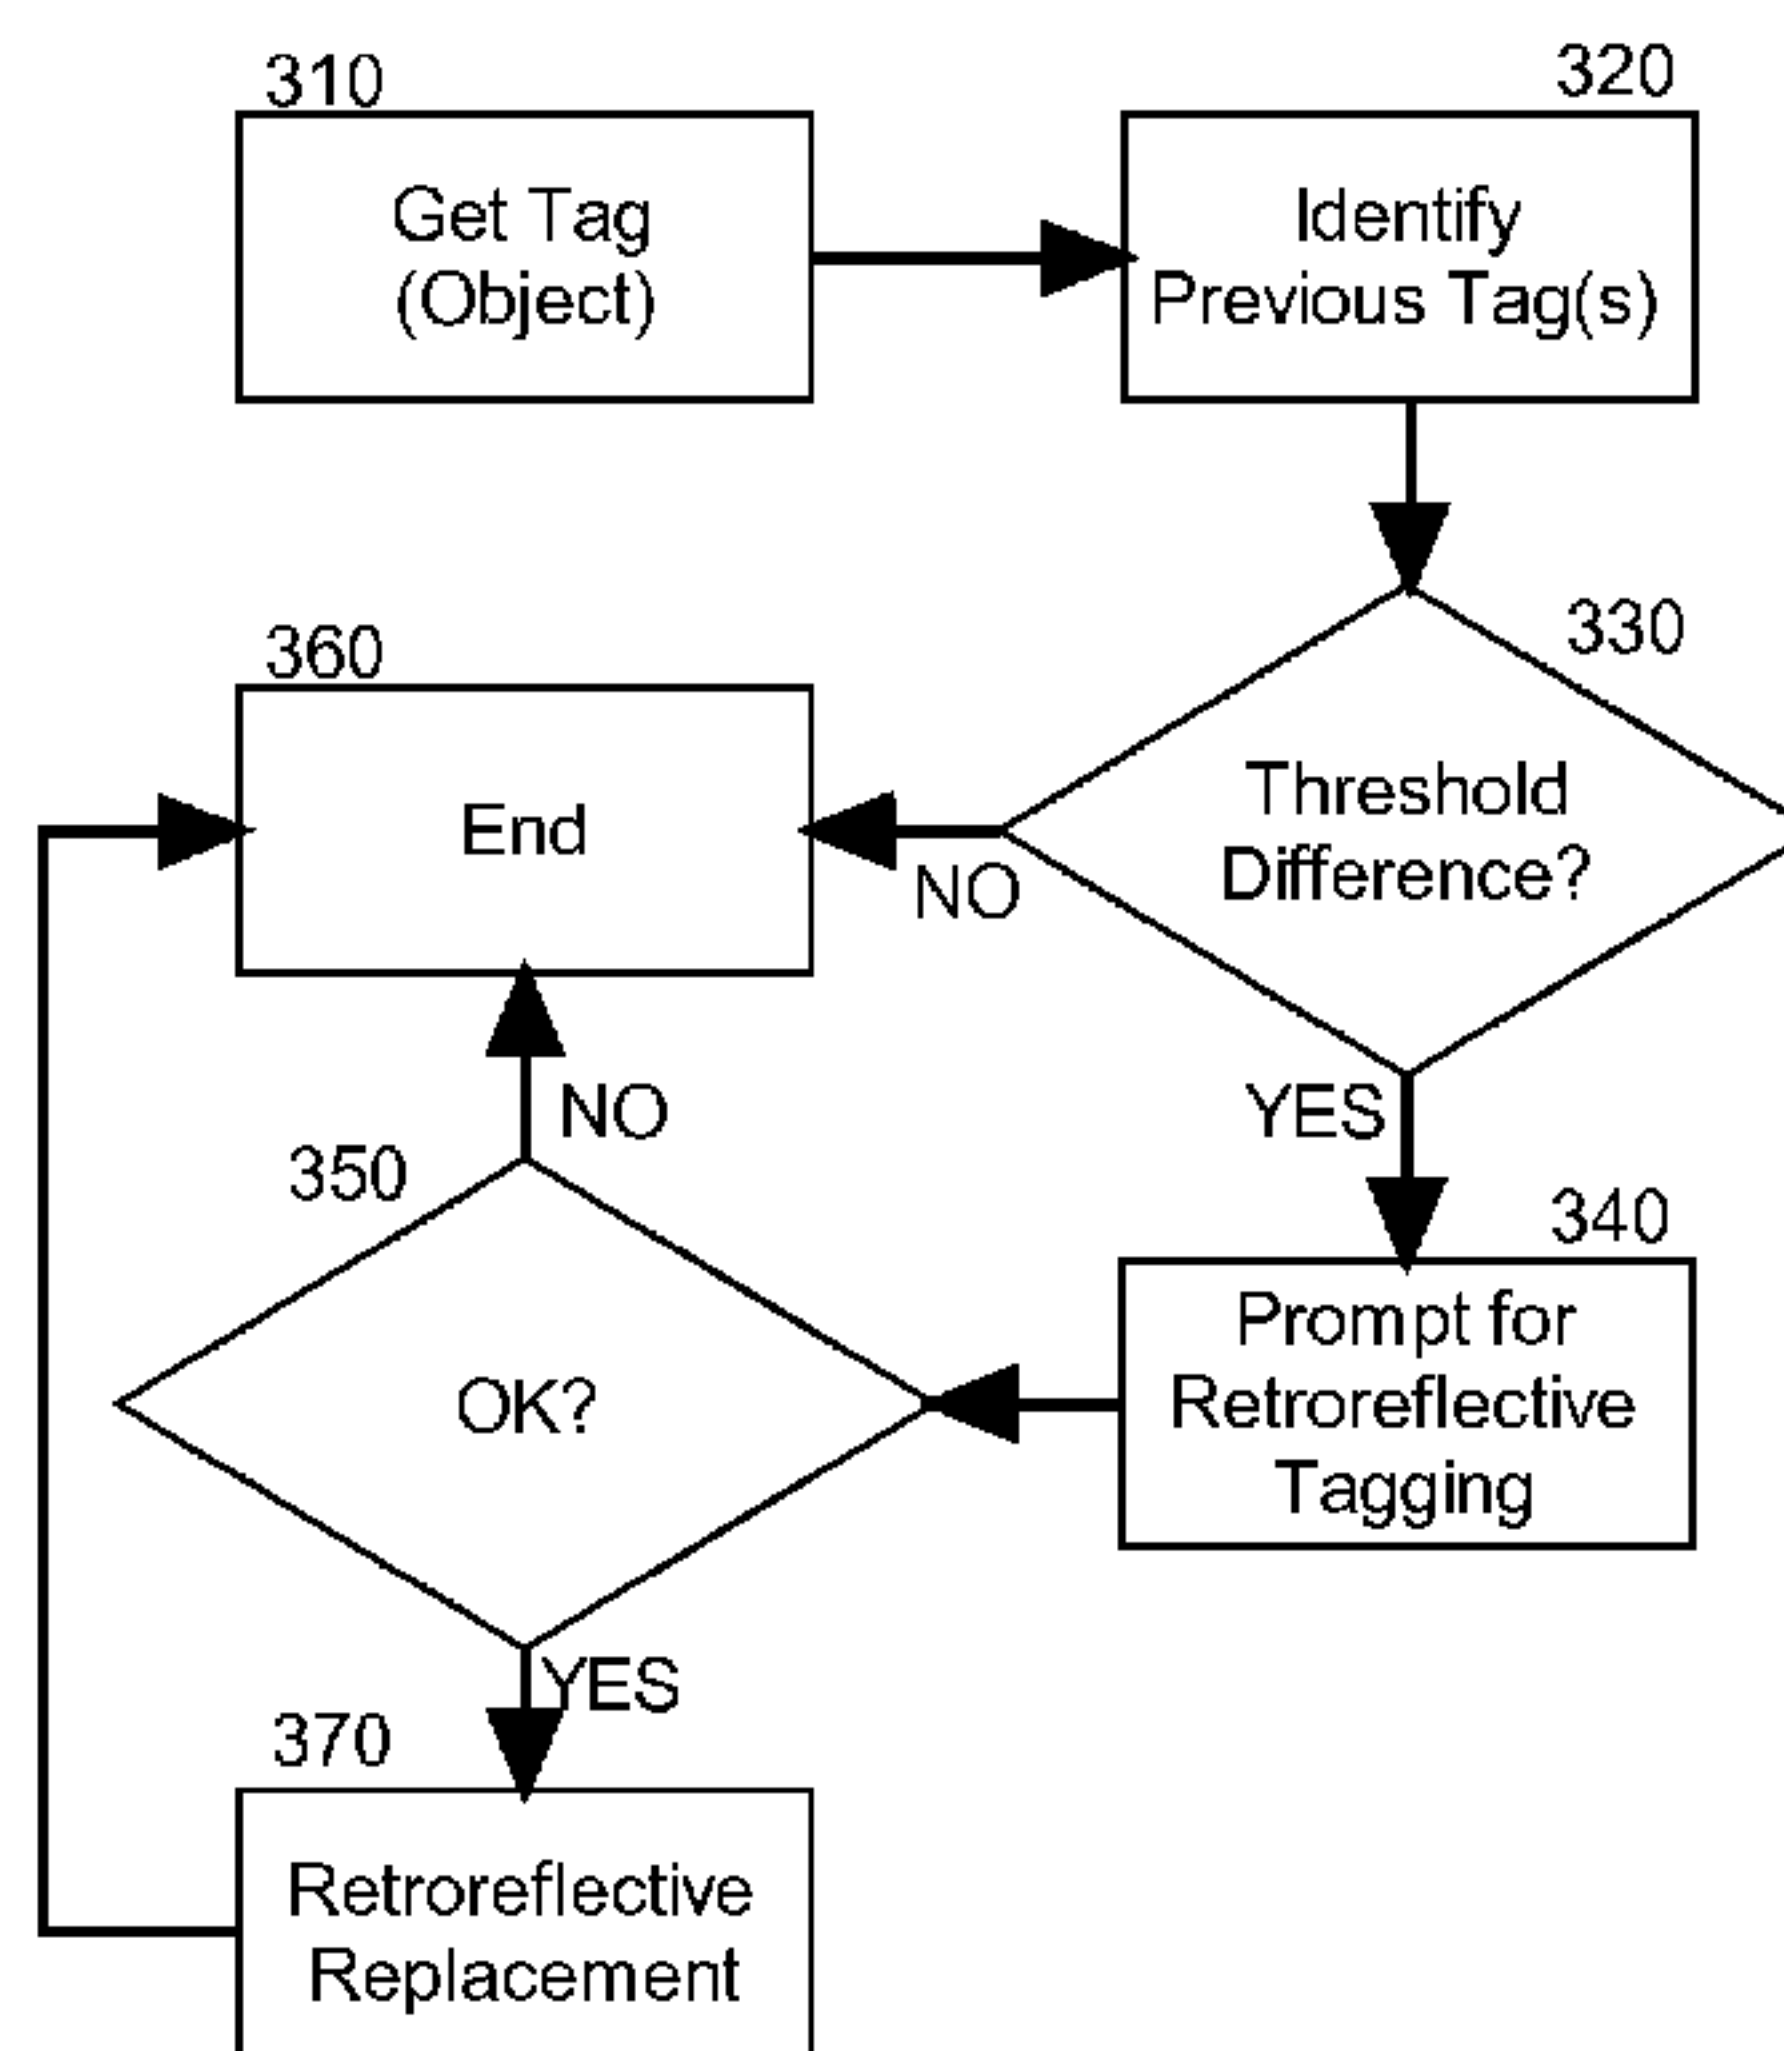 310
Get Tag
(Object)
320
Identify
Previous Tag(s)
330
Threshold
Difference?
NO
YES
360
End
NO
340
Prompt for
Retroreflective
Tagging
350
OK?
YES
370
Retroreflective
Replacement